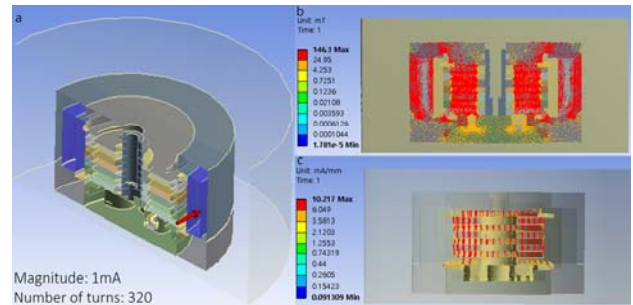 a
Magnitude: 1mA
Number of turns: 320
b
Unit: mT
Time: 1
146.3 Max
24.95
4.253
0.7251
0.1236
0.02108
0.003593
0.0006126
0.0001044
1.781e-5 Min
c
Unit: mA/mm
Time: 1
10.217 Max
6.049
3.5813
2.1203
1.2553
0.74319
0.44
0.2605
0.15423
0.091309 Min